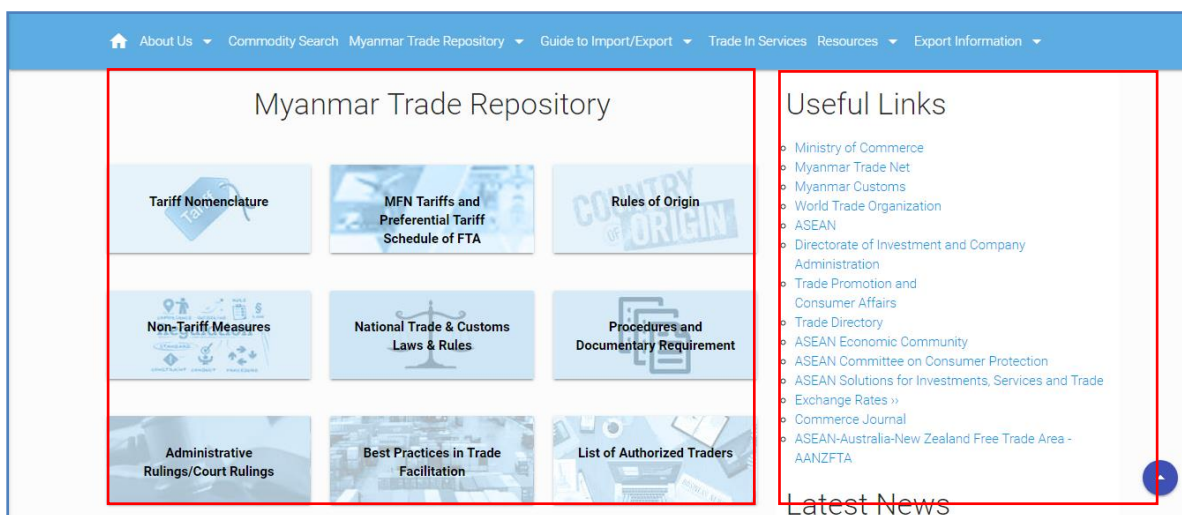 About Us Commodity Search Myanmar Trade Repository Guide to Import/Export Trade In Services Resources Export Information
Myanmar Trade Repository
Tariff Nomenclature
Tariff
MFN Tariffs and
Preferential Tariff
Schedule of FTA
Rules of Origin
COUNTRY
OF ORIGIN
Non-Tariff Measures
regulation
National Trade & Customs
Laws & Rules
Procedures and
Documentary Requirement
Administrative
Rulings/Court Rulings
Best Practices in Trade
Facilitation
List of Authorized Traders
Useful Links
Ministry of Commerce
Myanmar Trade Net
Myanmar Customs
World Trade Organization
ASEAN
Directorate of Investment and Company
Administration
Trade Promotion and
Consumer Affairs
Trade Directory
ASEAN Economic Community
ASEAN Committee on Consumer Protection
ASEAN Solutions for Investments, Services and Trade
Exchange Rates ››
Commerce Journal
ASEAN-Australia-New Zealand Free Trade Area -
AANZFTA
Latest News